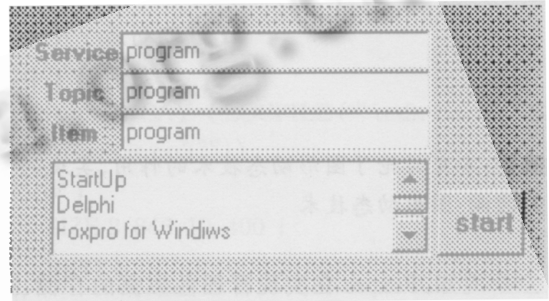 Service program
Topic program
Item program
StartUp
Delphi
Foxpro for Windiws
start